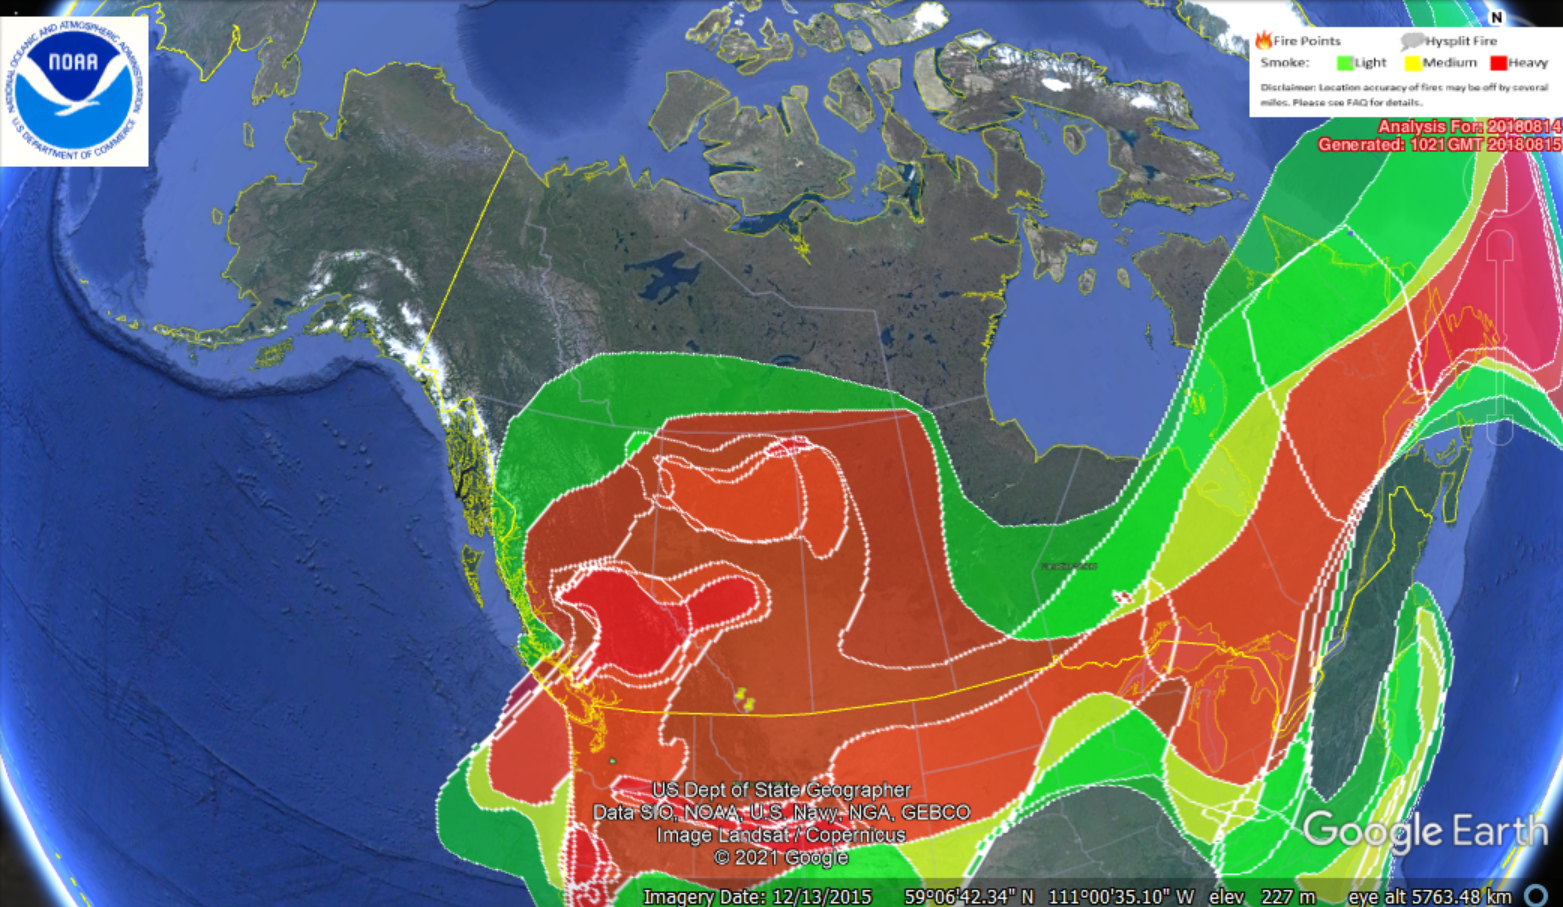 NATIONAL OCEANIC AND ATMOSPHERIC ADMINISTRATION
NOAA
U.S. DEPARTMENT OF COMMERCE
N
Fire Points Hysplit Fire
Smoke: Light Medium Heavy
Disclaimer: Location accuracy of fires may be off by several
miles. Please see FAQ for details.
Analysis For: 20180814
Generated: 1021GMT 20180815
US Dept of State Geographer
Data SIO, NOAA, U.S. Navy, NGA, GEBCO
Image Landsat / Copernicus
© 2021 Google
Google Earth
Imagery Date: 12/13/2015 59°06'42.34" N 111°00'35.10" W elev 227 m eye alt 5763.48 km